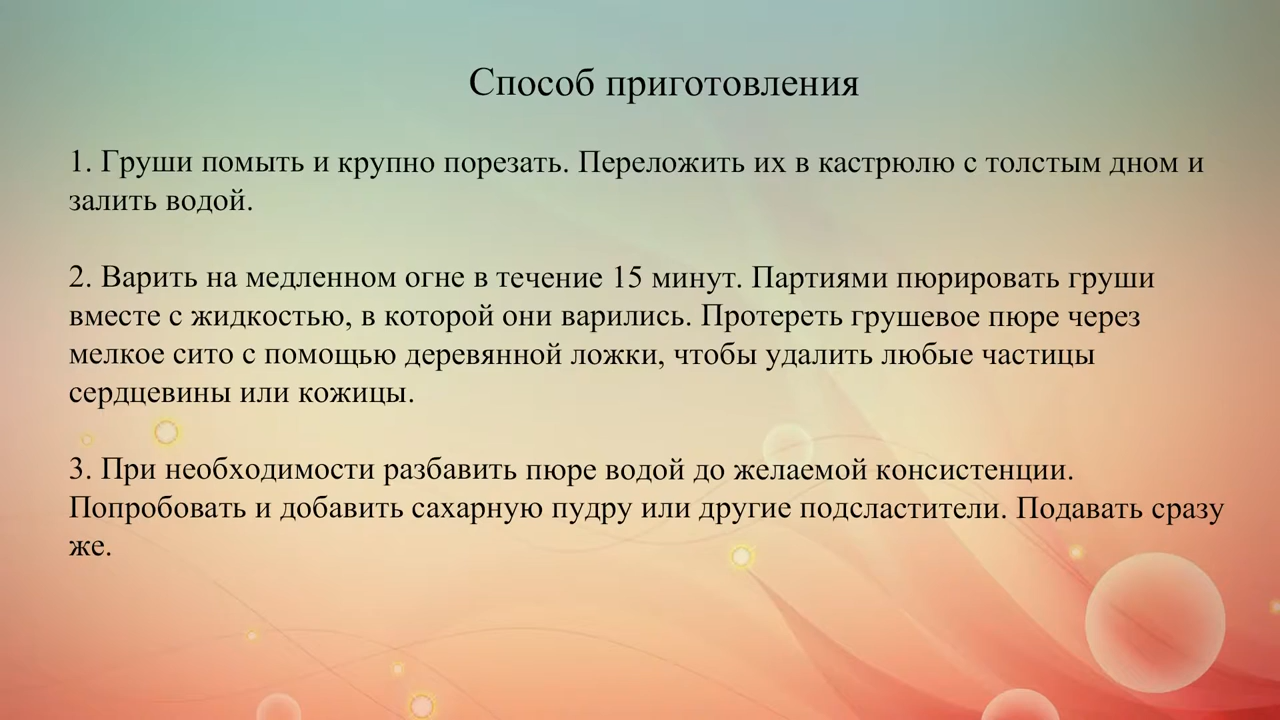 Способ приготовления
1. Груши помыть и крупно порезать. Переложить их в кастрюлю с толстым дном и
залить водой.
2. Варить на медленном огне в течение 15 минут. Партиями пюрировать груши
вместе с жидкостью, в которой они варились. Протереть грушевое пюре через
мелкое сито с помощью деревянной ложки, чтобы удалить любые частицы
сердцевины или кожицы.
3. При необходимости разбавить пюре водой до желаемой консистенции.
Попробовать и добавить сахарную пудру или другие подсластители. Подавать сразу
же.